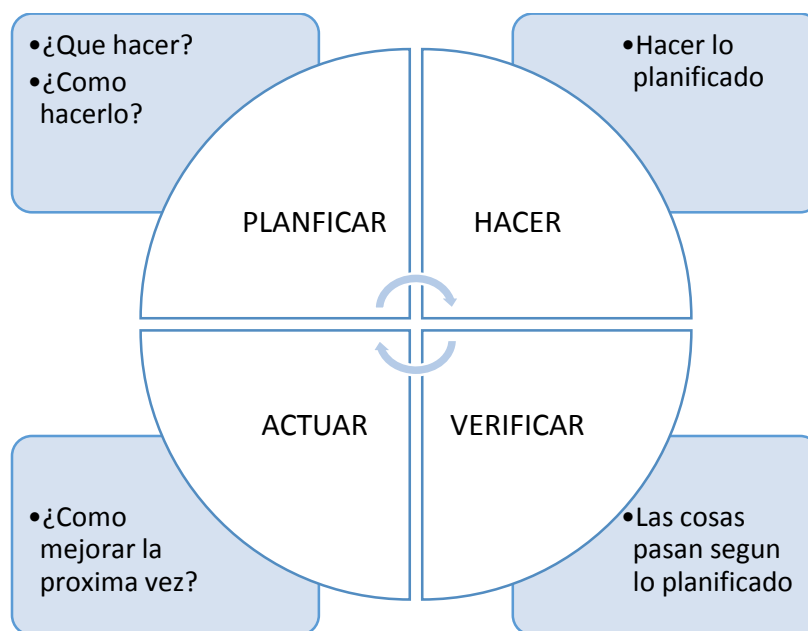 •¿Que hacer?
•¿Como
hacerlo?
•Hacer lo
planificado
PLANFICAR
HACER
ACTUAR
VERIFICAR
•¿Como
mejorar la
proxima vez?
•Las cosas
pasan segun
lo planificado